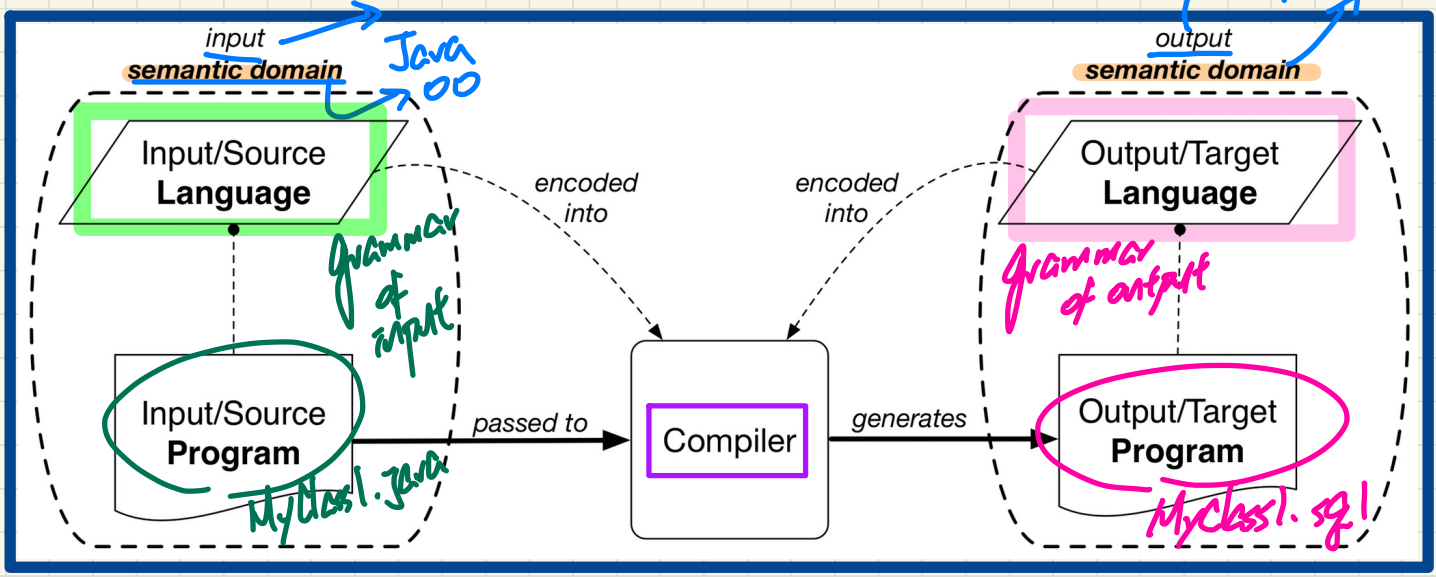 input
semantic domain
Java
OO
Input/Source
Language
grammar
of
input
Input/Source
Program
MyClass1.java
passed to
encoded
into
Compiler
encoded
into
generates
output
semantic domain
Output/Target
Language
grammar
of output
Output/Target
Program
MyClass1.sql